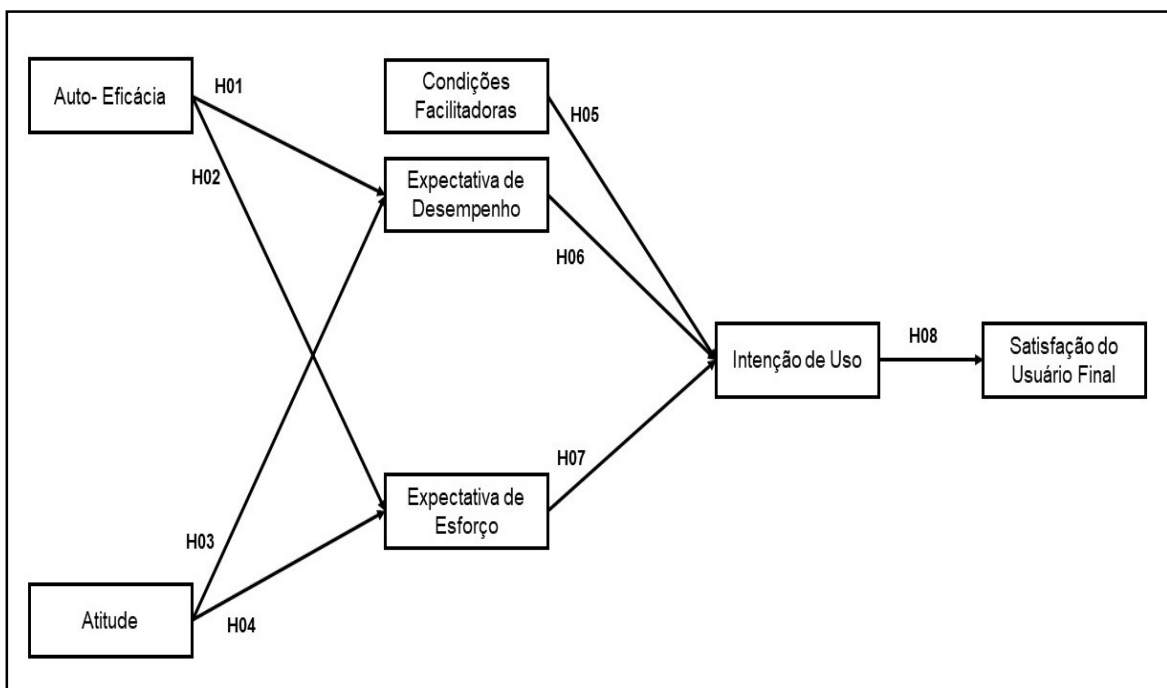 Auto- Eficácia
H01
H02
Condições
Facilitadoras
H05
Expectativa de
Desempenho
H06
Intenção de Uso
H08
Satisfação do
Usuário Final
H07
Expectativa de
Esforço
H03
Atitude
H04